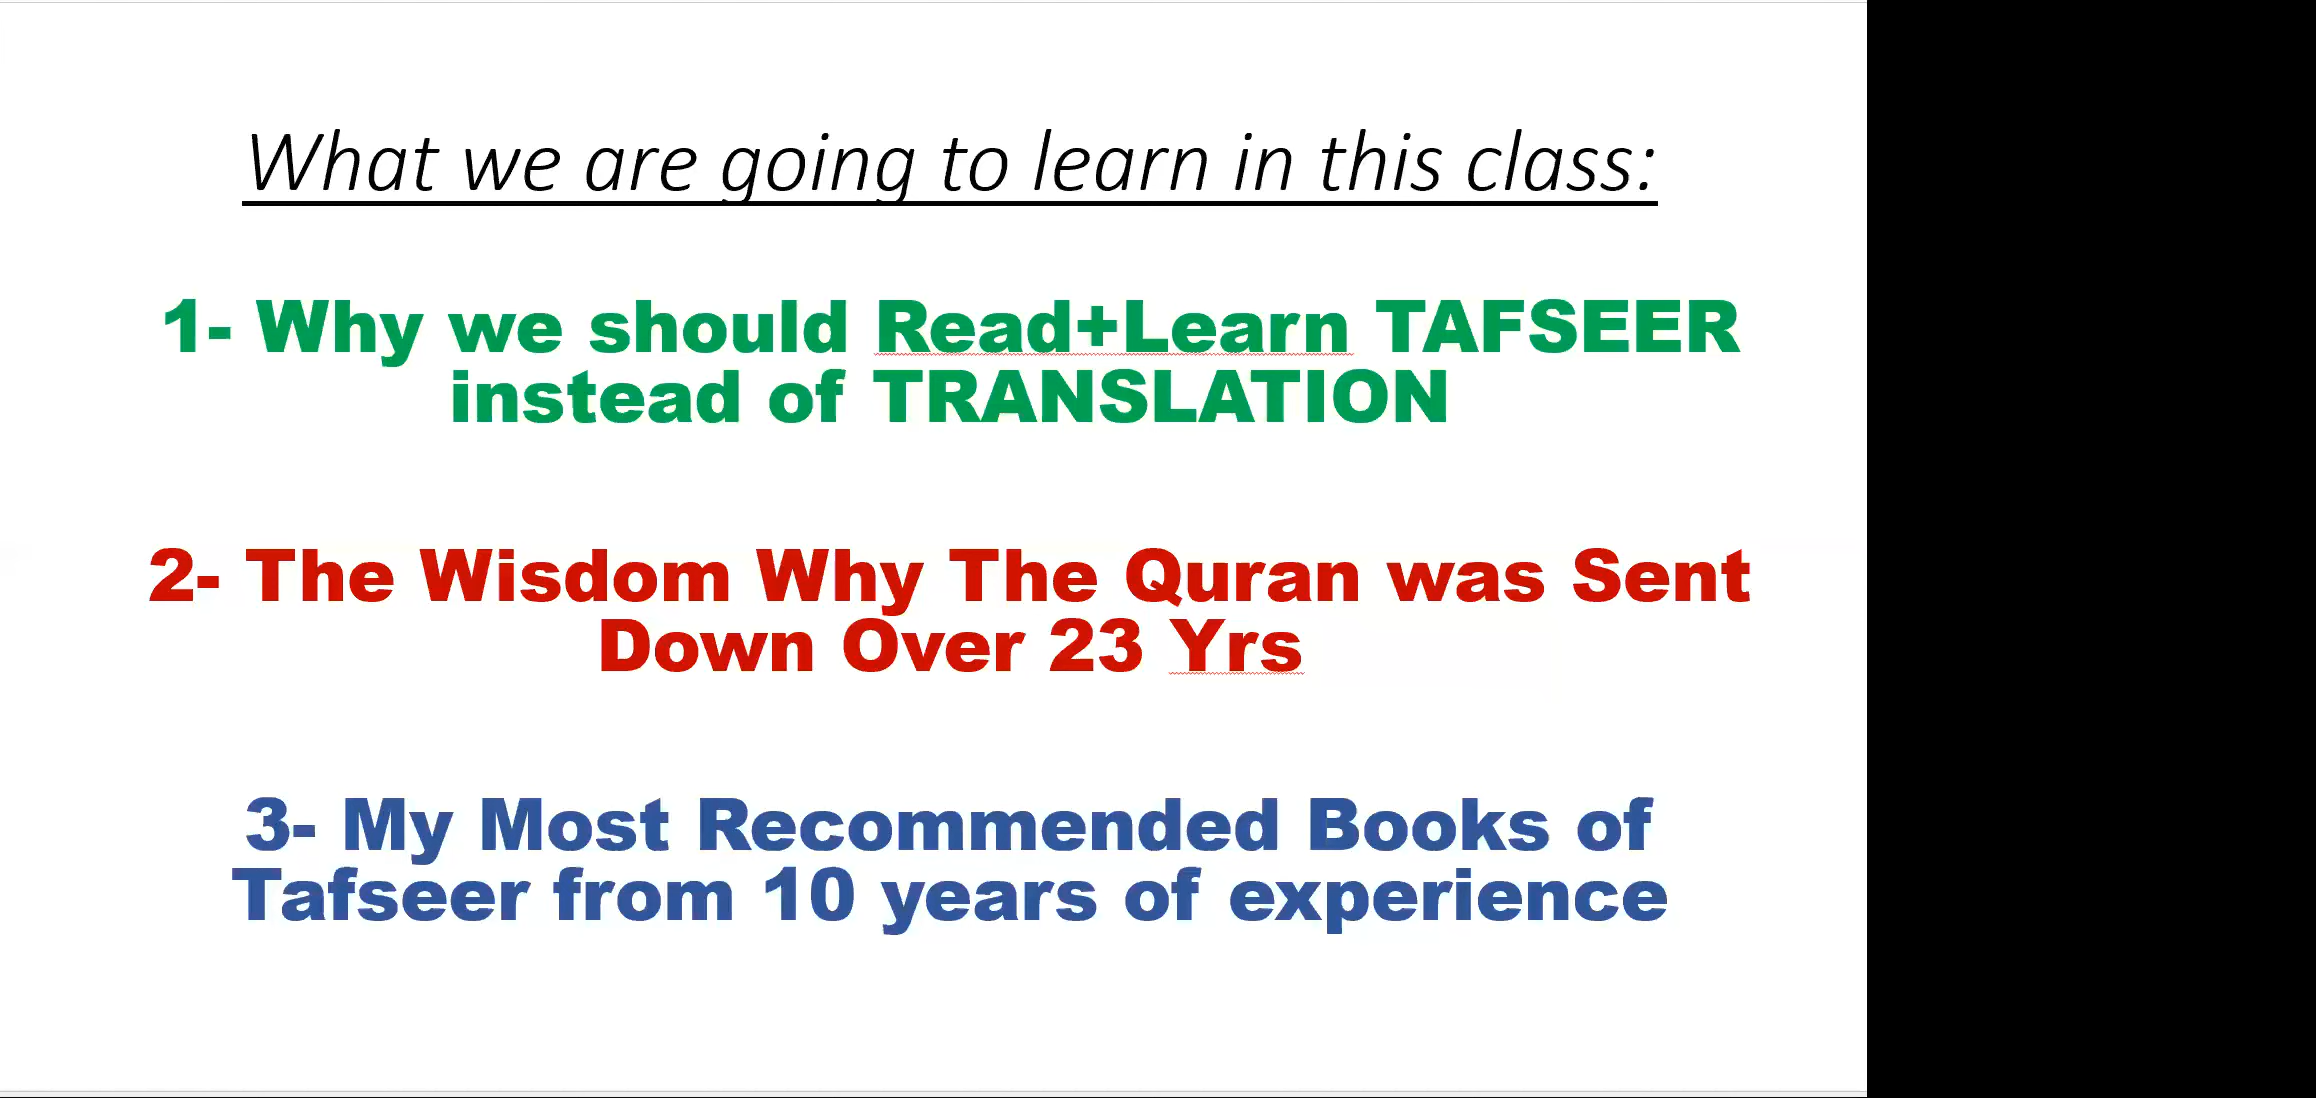 What we are going to learn in this class:
1- Why we should Read+Learn TAFSEER
instead of TRANSLATION
2- The Wisdom Why The Quran was Sent
Down Over 23 Yrs
3- My Most Recommended Books of
Tafseer from 10 years of experience